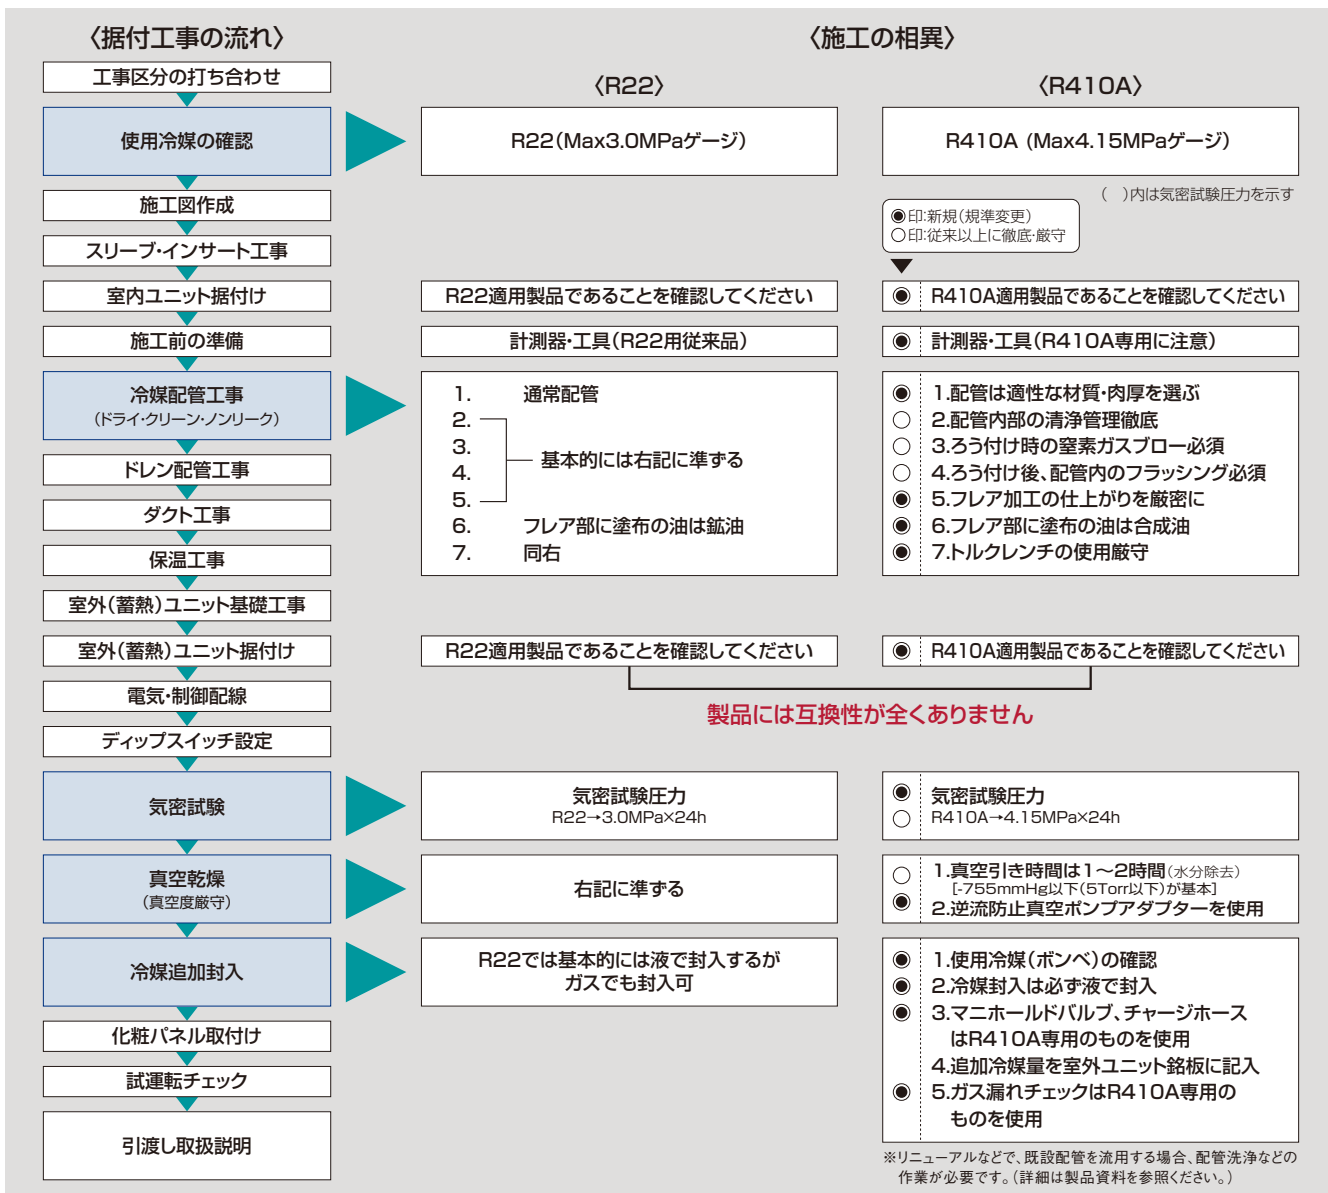 〈据付工事の流れ〉
〈施工の相異〉
工事区分の打ち合わせ
〈R22〉
〈R410A〉
使用冷媒の確認
R22(Max3.0MPaゲージ)
R410A (Max4.15MPaゲージ)
(　)内は気密試験圧力を示す
施工図作成
◉印:新規(規準変更)
○印:従来以上に徹底・厳守
スリーブ・インサート工事
室内ユニット据付け
R22適用製品であることを確認してください
◉ R410A適用製品であることを確認してください
施工前の準備
計測器・工具(R22用従来品)
◉ 計測器・工具(R410A専用に注意)
冷媒配管工事
(ドライ・クリーン・ノンリーク)
1. 通常配管
2.
3.
4.
5.
基本的には右記に準ずる
6. フレア部に塗布の油は鉱油
7. 同右
◉ 1.配管は適性な材質・肉厚を選ぶ
○ 2.配管内部の清浄管理徹底
○ 3.ろう付け時の窒素ガスブロー必須
○ 4.ろう付け後、配管内のフラッシング必須
◉ 5.フレア加工の仕上がりを厳密に
◉ 6.フレア部に塗布の油は合成油
◉ 7.トルクレンチの使用厳守
ドレン配管工事
ダクト工事
保温工事
室外(蓄熱)ユニット基礎工事
室外(蓄熱)ユニット据付け
R22適用製品であることを確認してください
◉ R410A適用製品であることを確認してください
製品には互換性が全くありません
電気・制御配線
ディップスイッチ設定
気密試験
気密試験圧力
R22→3.0MPa×24h
◉ 気密試験圧力
○ R410A→4.15MPa×24h
真空乾燥
(真空度厳守)
右記に準ずる
○ 1.真空引き時間は1〜2時間(水分除去)
[-755mmHg以下(5Torr以下)が基本]
◉ 2.逆流防止真空ポンプアダプターを使用
冷媒追加封入
R22では基本的には液で封入するが
ガスでも封入可
◉ 1.使用冷媒(ボンベ)の確認
◉ 2.冷媒封入は必ず液で封入
◉ 3.マニホールドバルブ、チャージホース
はR410A専用のものを使用
4.追加冷媒量を室外ユニット銘板に記入
◉ 5.ガス漏れチェックはR410A専用の
ものを使用
化粧パネル取付け
試運転チェック
引渡し取扱説明
※リニューアルなどで、既設配管を流用する場合、配管洗浄などの
作業が必要です。(詳細は製品資料を参照ください。)